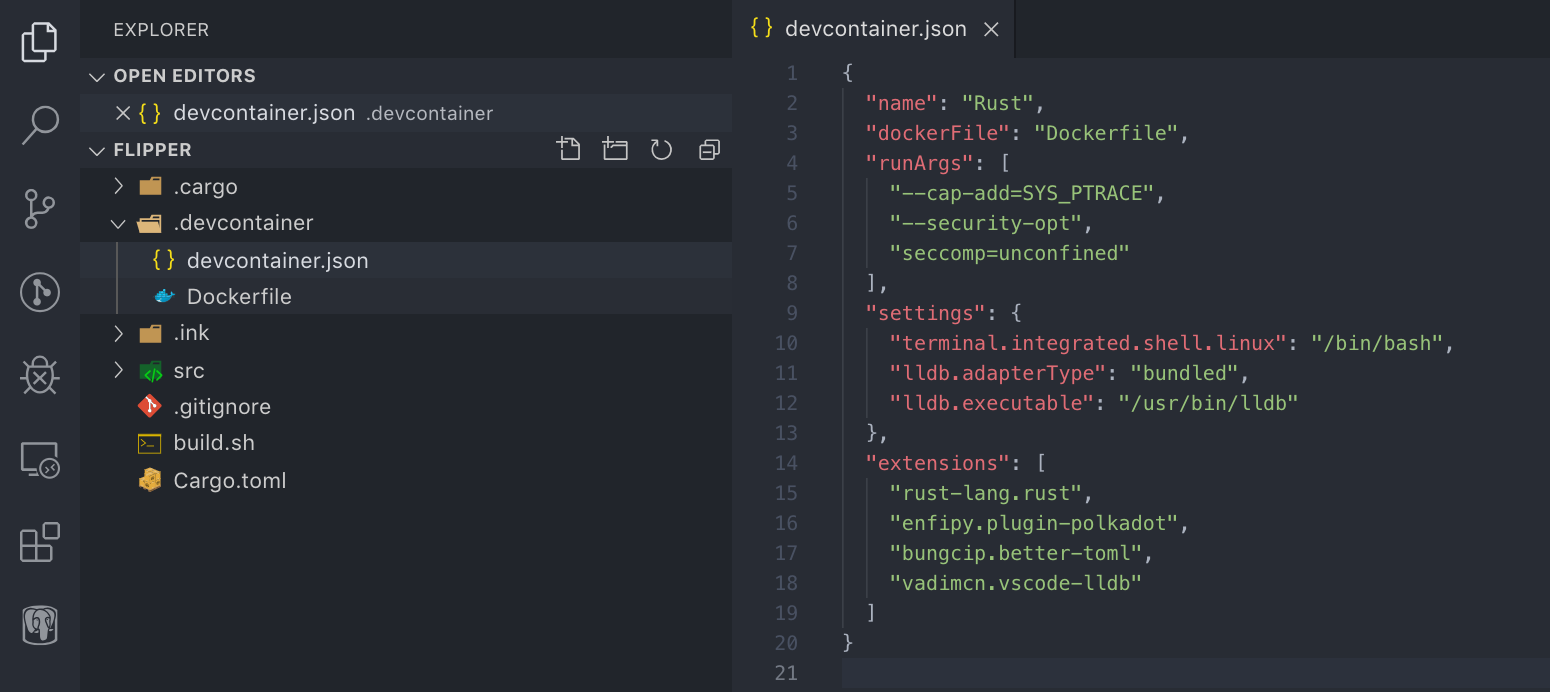 EXPLORER
OPEN EDITORS
devcontainer.json .devcontainer
FLIPPER
.cargo
.devcontainer
devcontainer.json
Dockerfile
.ink
src
.gitignore
build.sh
Cargo.toml
{ } devcontainer.json
1 {
2 "name": "Rust",
3 "dockerFile": "Dockerfile",
4 "runArgs": [
5 "--cap-add=SYS_PTRACE",
6 "--security-opt",
7 "seccomp=unconfined"
8 ],
9 "settings": {
10 "terminal.integrated.shell.linux": "/bin/bash",
11 "lldb.adapterType": "bundled",
12 "lldb.executable": "/usr/bin/lldb"
13 },
14 "extensions": [
15 "rust-lang.rust",
16 "enfipy.plugin-polkadot",
17 "bungcip.better-toml",
18 "vadimcn.vscode-lldb"
19 ]
20 }
21